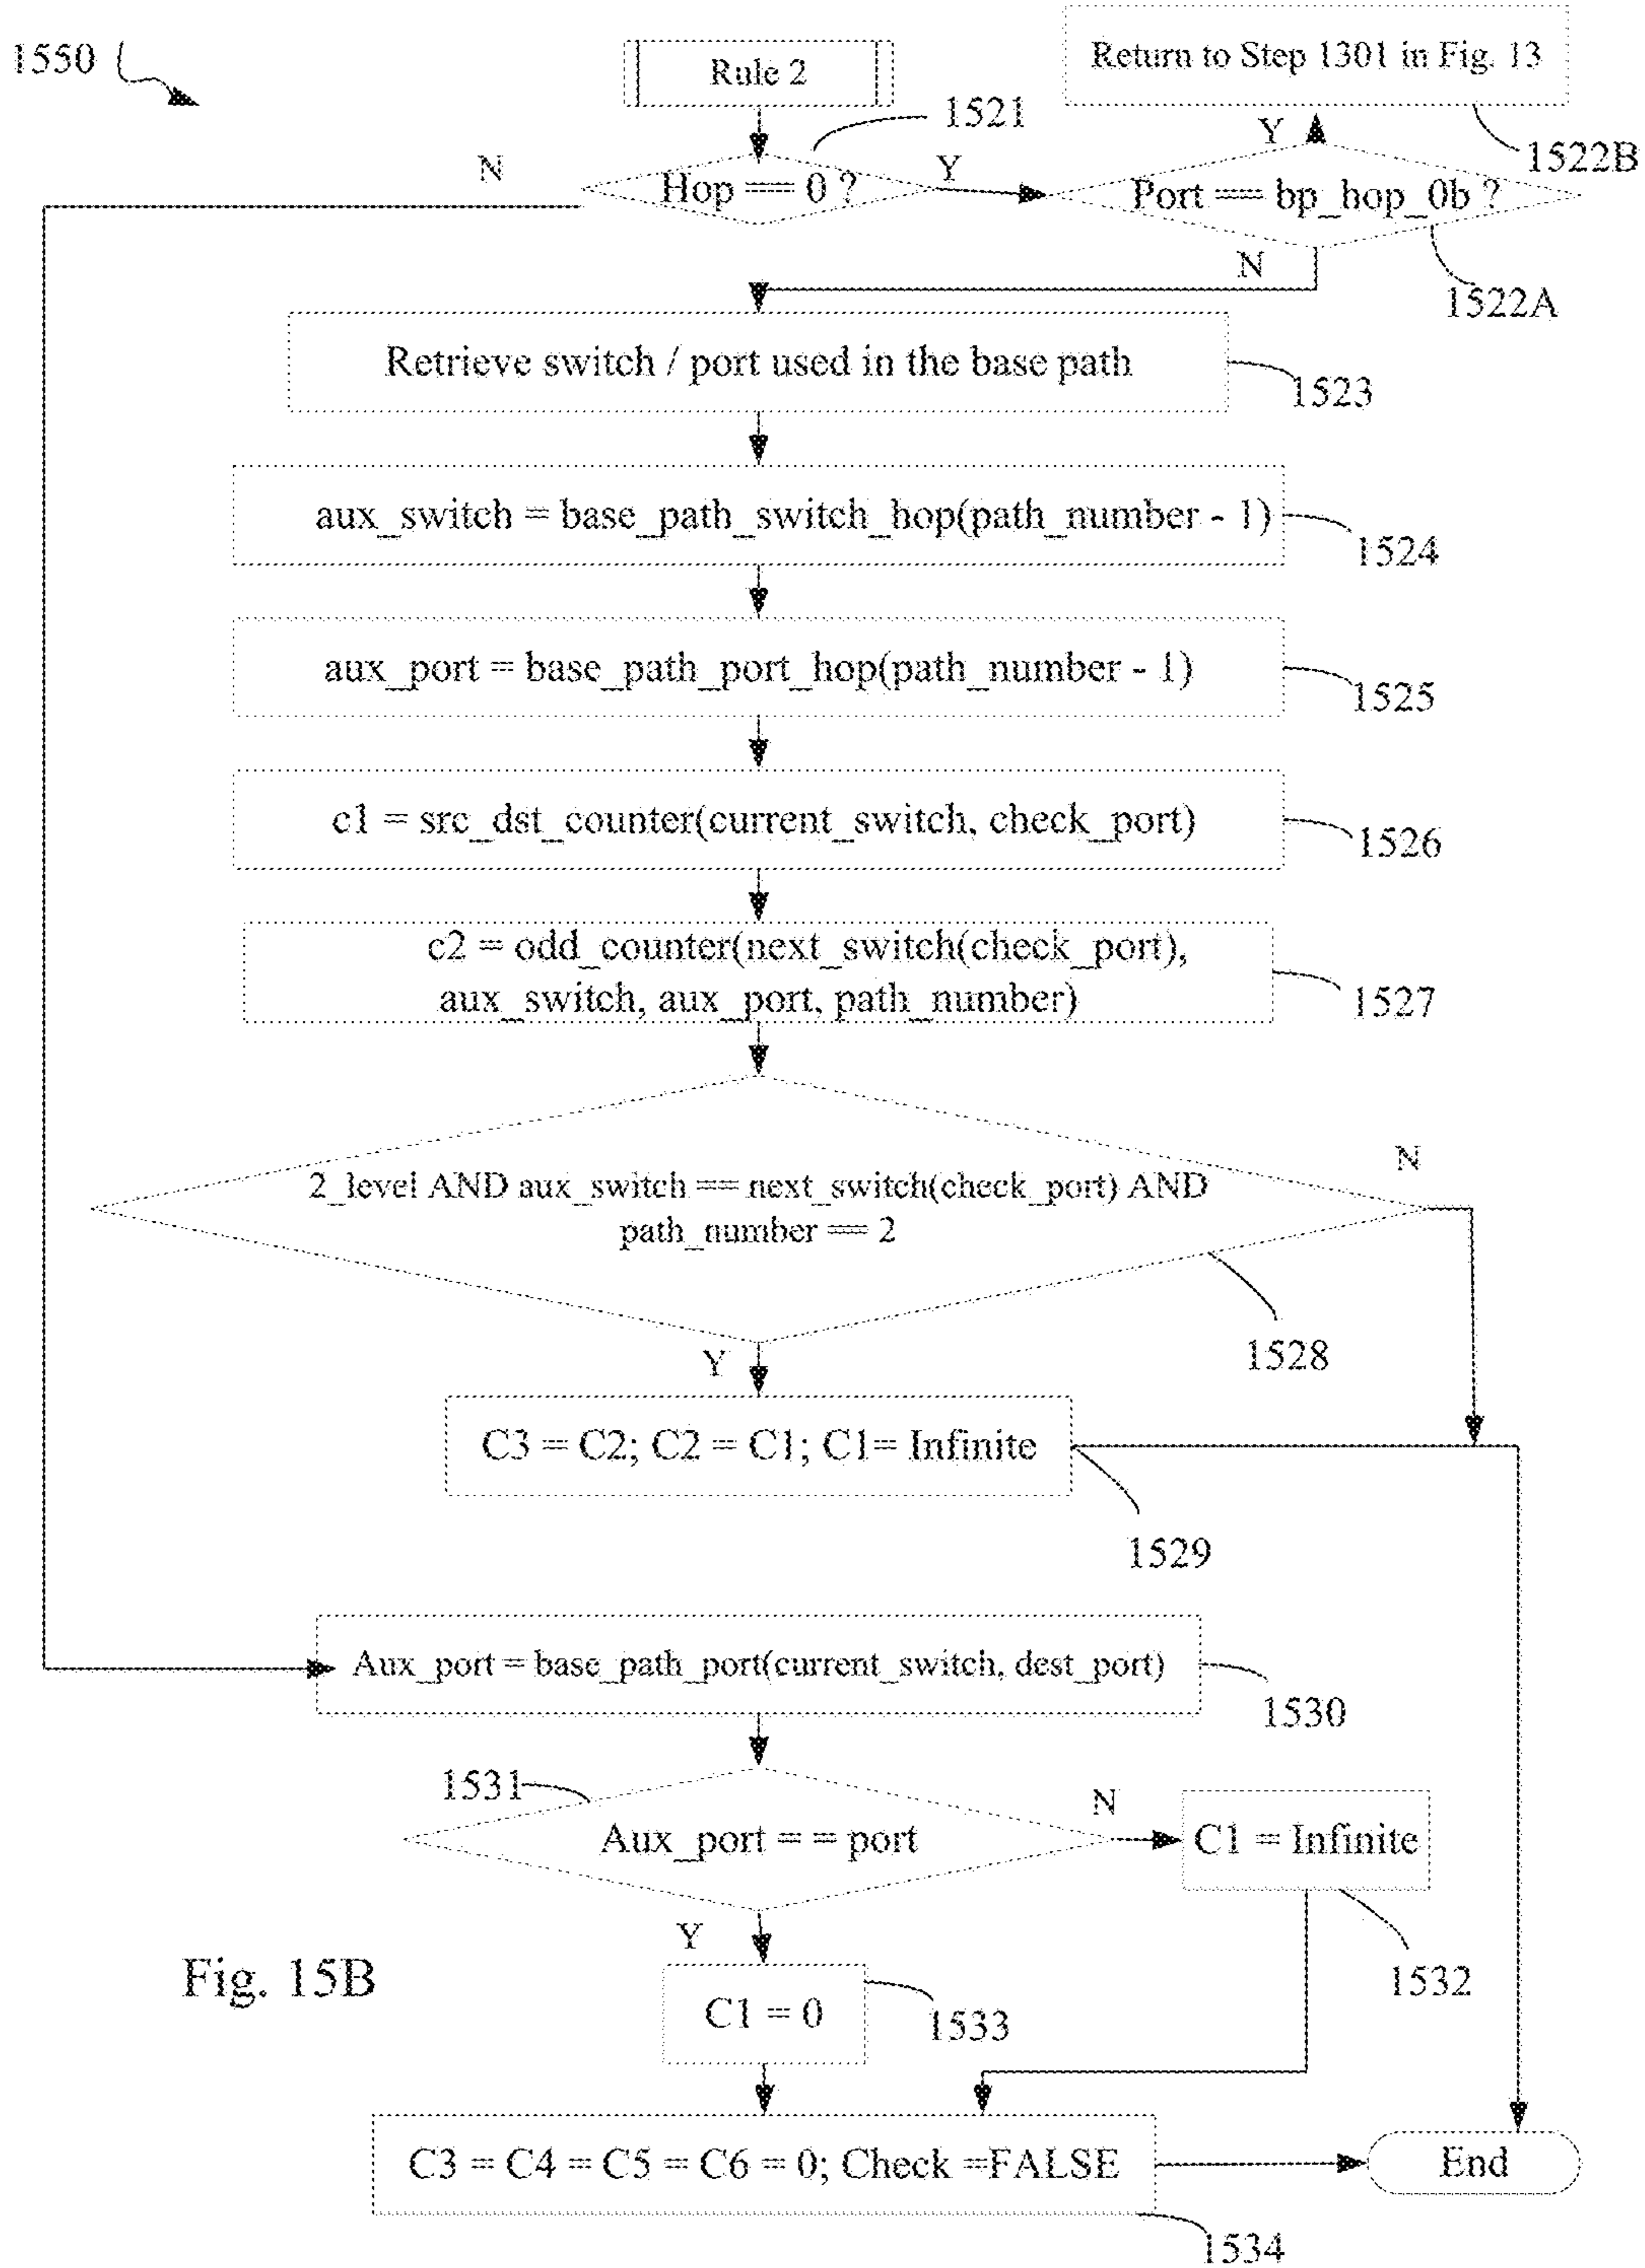 1550
Rule 2
Return to Step 1301 in Fig. 13
1521
1522B
N
Hop == 0 ?
Y
Y
Port == bp_hop_0b ?
N
1522A
Retrieve switch / port used in the base path
1523
aux_switch = base_path_switch_hop(path_number - 1)
1524
aux_port = base_path_port_hop(path_number - 1)
1525
c1 = src_dst_counter(current_switch, check_port)
1526
c2 = odd_counter(next_switch(check_port),
aux_switch, aux_port, path_number)
1527
2_level AND aux_switch == next_switch(check_port) AND
path_number == 2
N
1528
Y
C3 = C2; C2 = C1; C1= Infinite
1529
Aux_port = base_path_port(current_switch, dest_port)
1530
1531
Aux_port = = port
N
C1 = Infinite
1532
Y
Fig. 15B
C1 = 0
1533
C3 = C4 = C5 = C6 = 0; Check =FALSE
End
1534